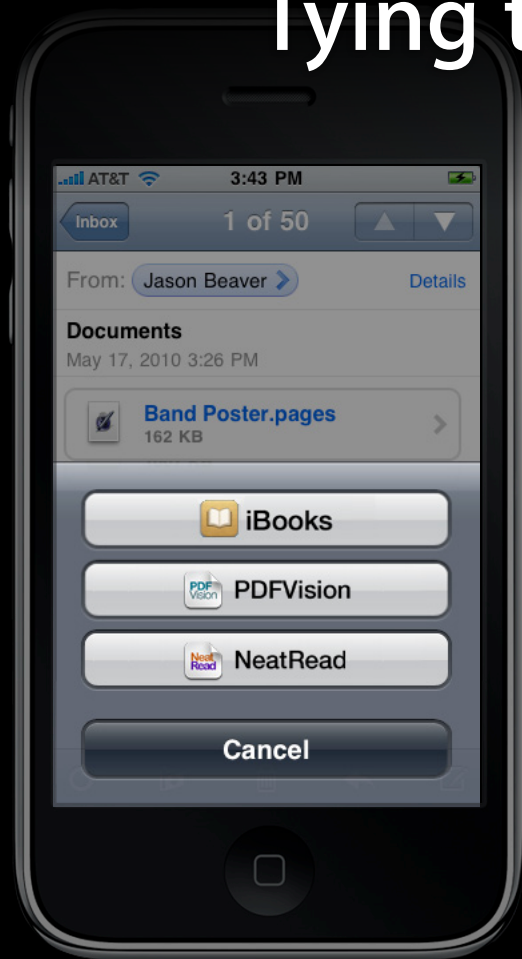 Tying t
AT&T 3:43 PM
Inbox 1 of 50
From: Jason Beaver Details
Documents
May 17, 2010 3:26 PM
Band Poster.pages
162 KB
iBooks
PDF Vision PDFVision
Neat Read NeatRead
Cancel